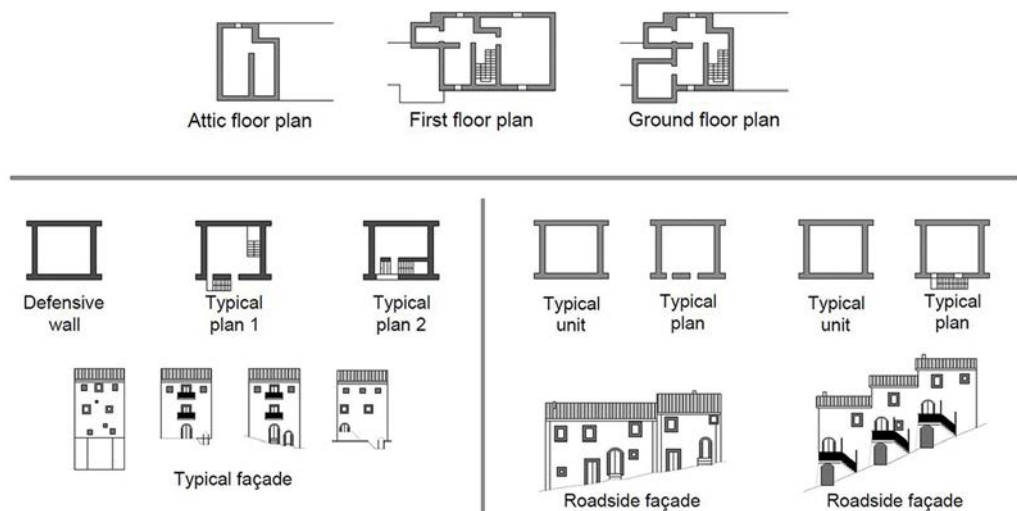 Attic floor plan
First floor plan
Ground floor plan
Defensive
wall
Typical
plan 1
Typical
plan 2
Typical façade
Typical
unit
Typical
plan
Typical
unit
Typical
plan
Roadside façade
Roadside façade